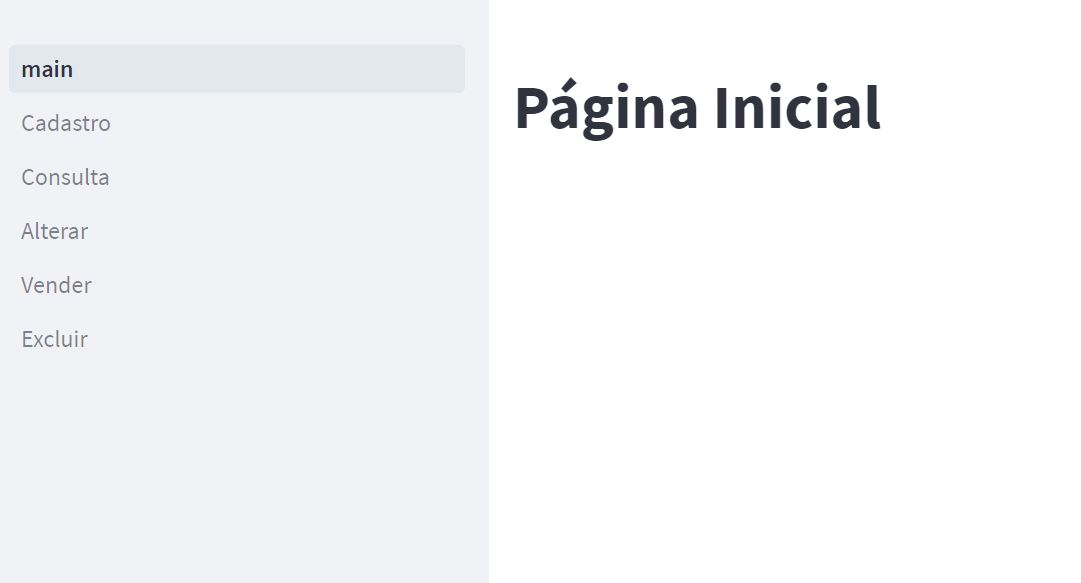 main
Cadastro
Consulta
Alterar
Vender
Excluir
Página Inicial